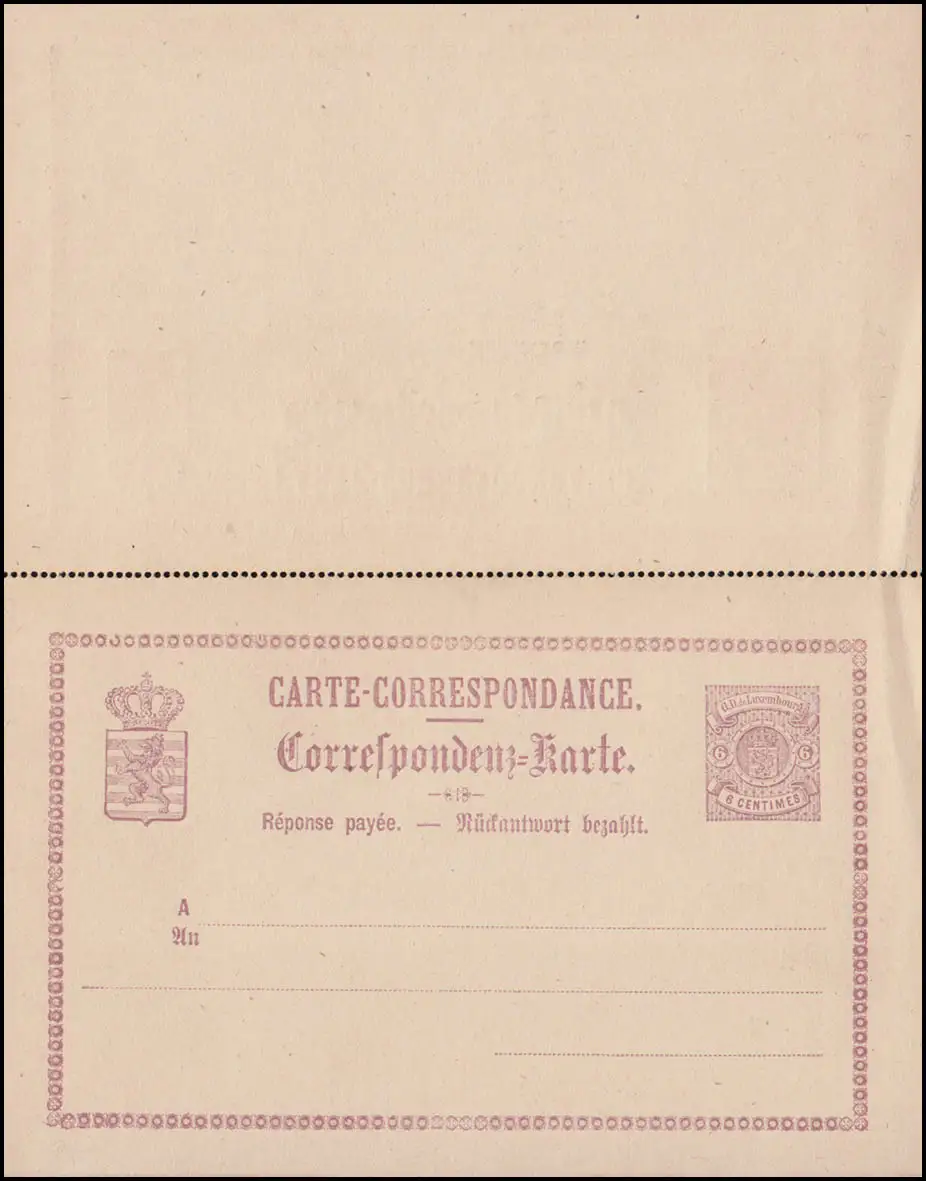 CARTE-CORRESPONDANCE.
Correſpondenz=Karte.
Réponse payée. — Rückantwort bezahlt.
G.D. de Luxembourg
6 6
6 CENTIMES
A
An